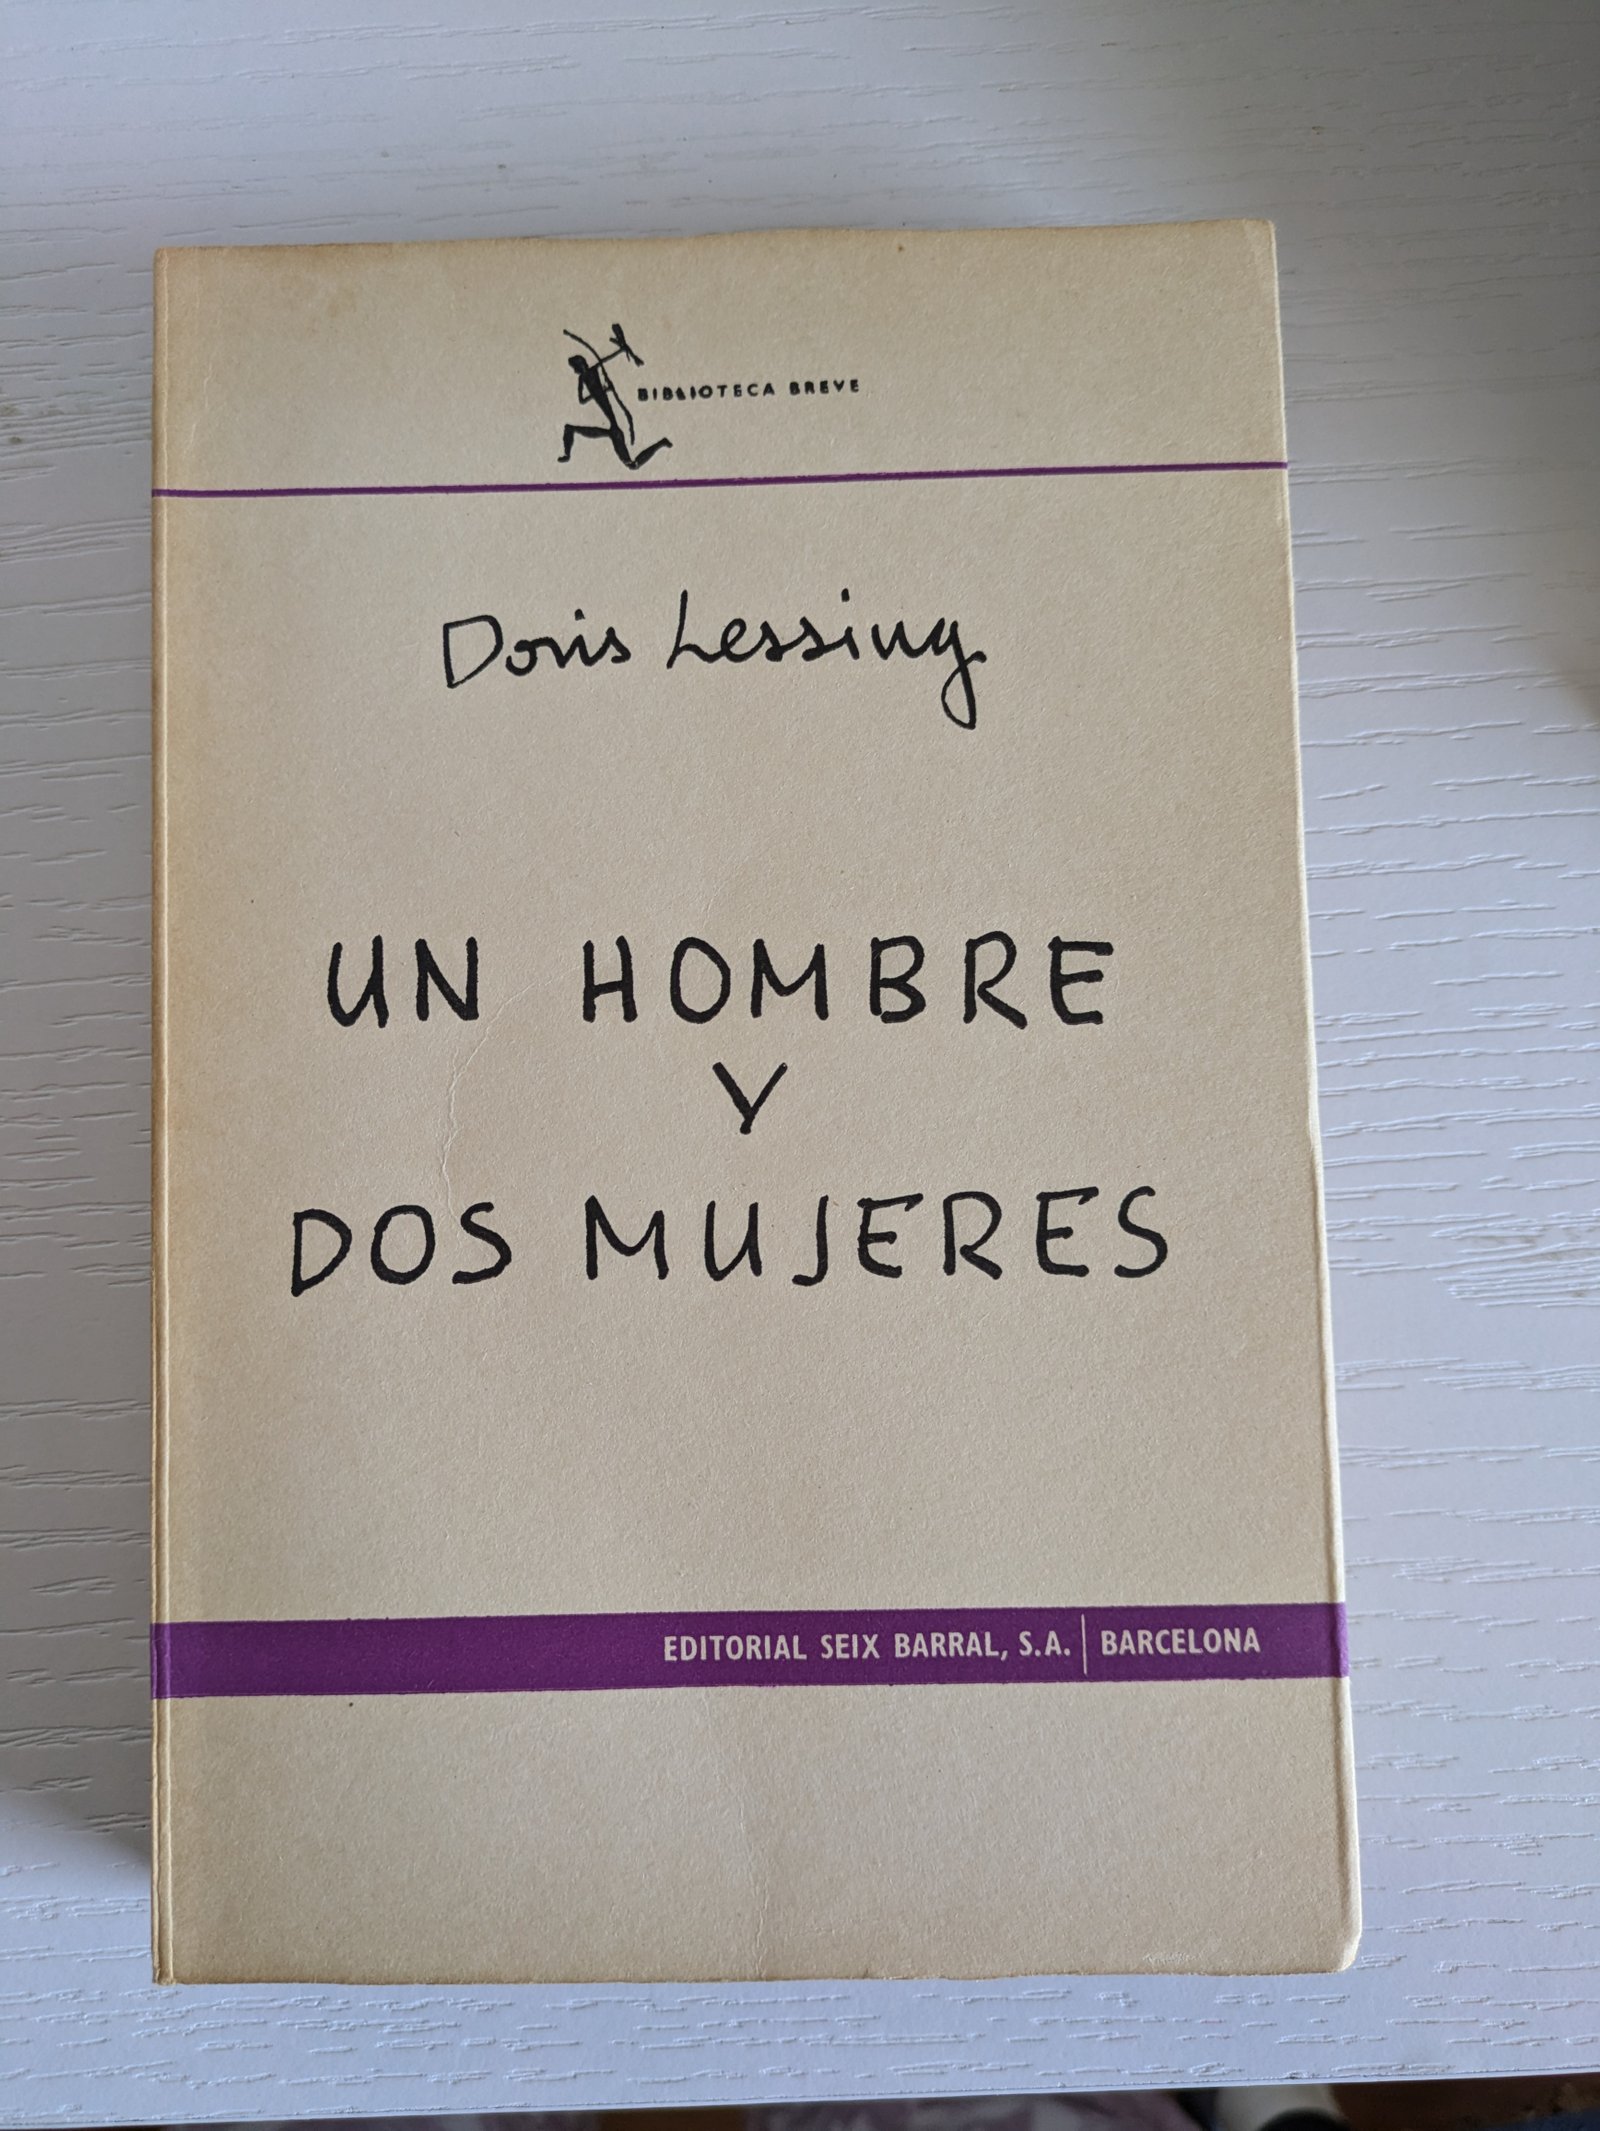 BIBLIOTECA BREVE
Doris Lessing
UN HOMBRE
Y
DOS MUJERES
EDITORIAL SEIX BARRAL, S.A. | BARCELONA